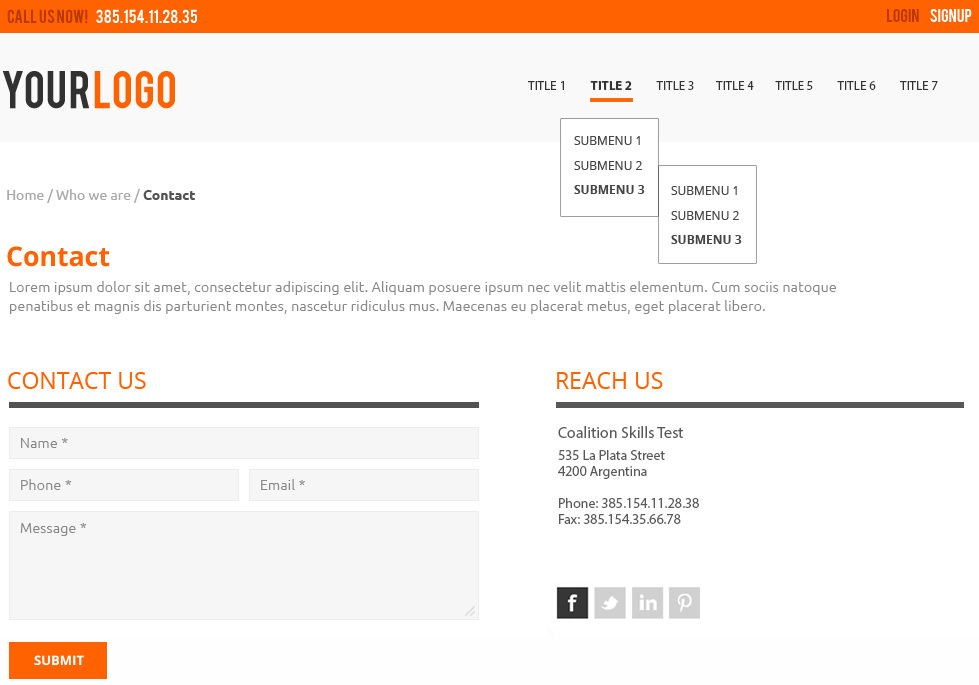 CALL US NOW! 385.154.11.28.35
LOGIN SIGNUP
YOURLOGO
TITLE 1 TITLE 2 TITLE 3 TITLE 4 TITLE 5 TITLE 6 TITLE 7
SUBMENU 1
SUBMENU 2
SUBMENU 3
SUBMENU 1
SUBMENU 2
SUBMENU 3
Home / Who we are / Contact
Contact
Lorem ipsum dolor sit amet, consectetur adipiscing elit. Aliquam posuere ipsum nec velit mattis elementum. Cum sociis natoque
penatibus et magnis dis parturient montes, nascetur ridiculus mus. Maecenas eu placerat metus, eget placerat libero.
CONTACT US
Name *
Phone *
Email *
Message *
SUBMIT
REACH US
Coalition Skills Test
535 La Plata Street
4200 Argentina
Phone: 385.154.11.28.38
Fax: 385.154.35.66.78
f
in